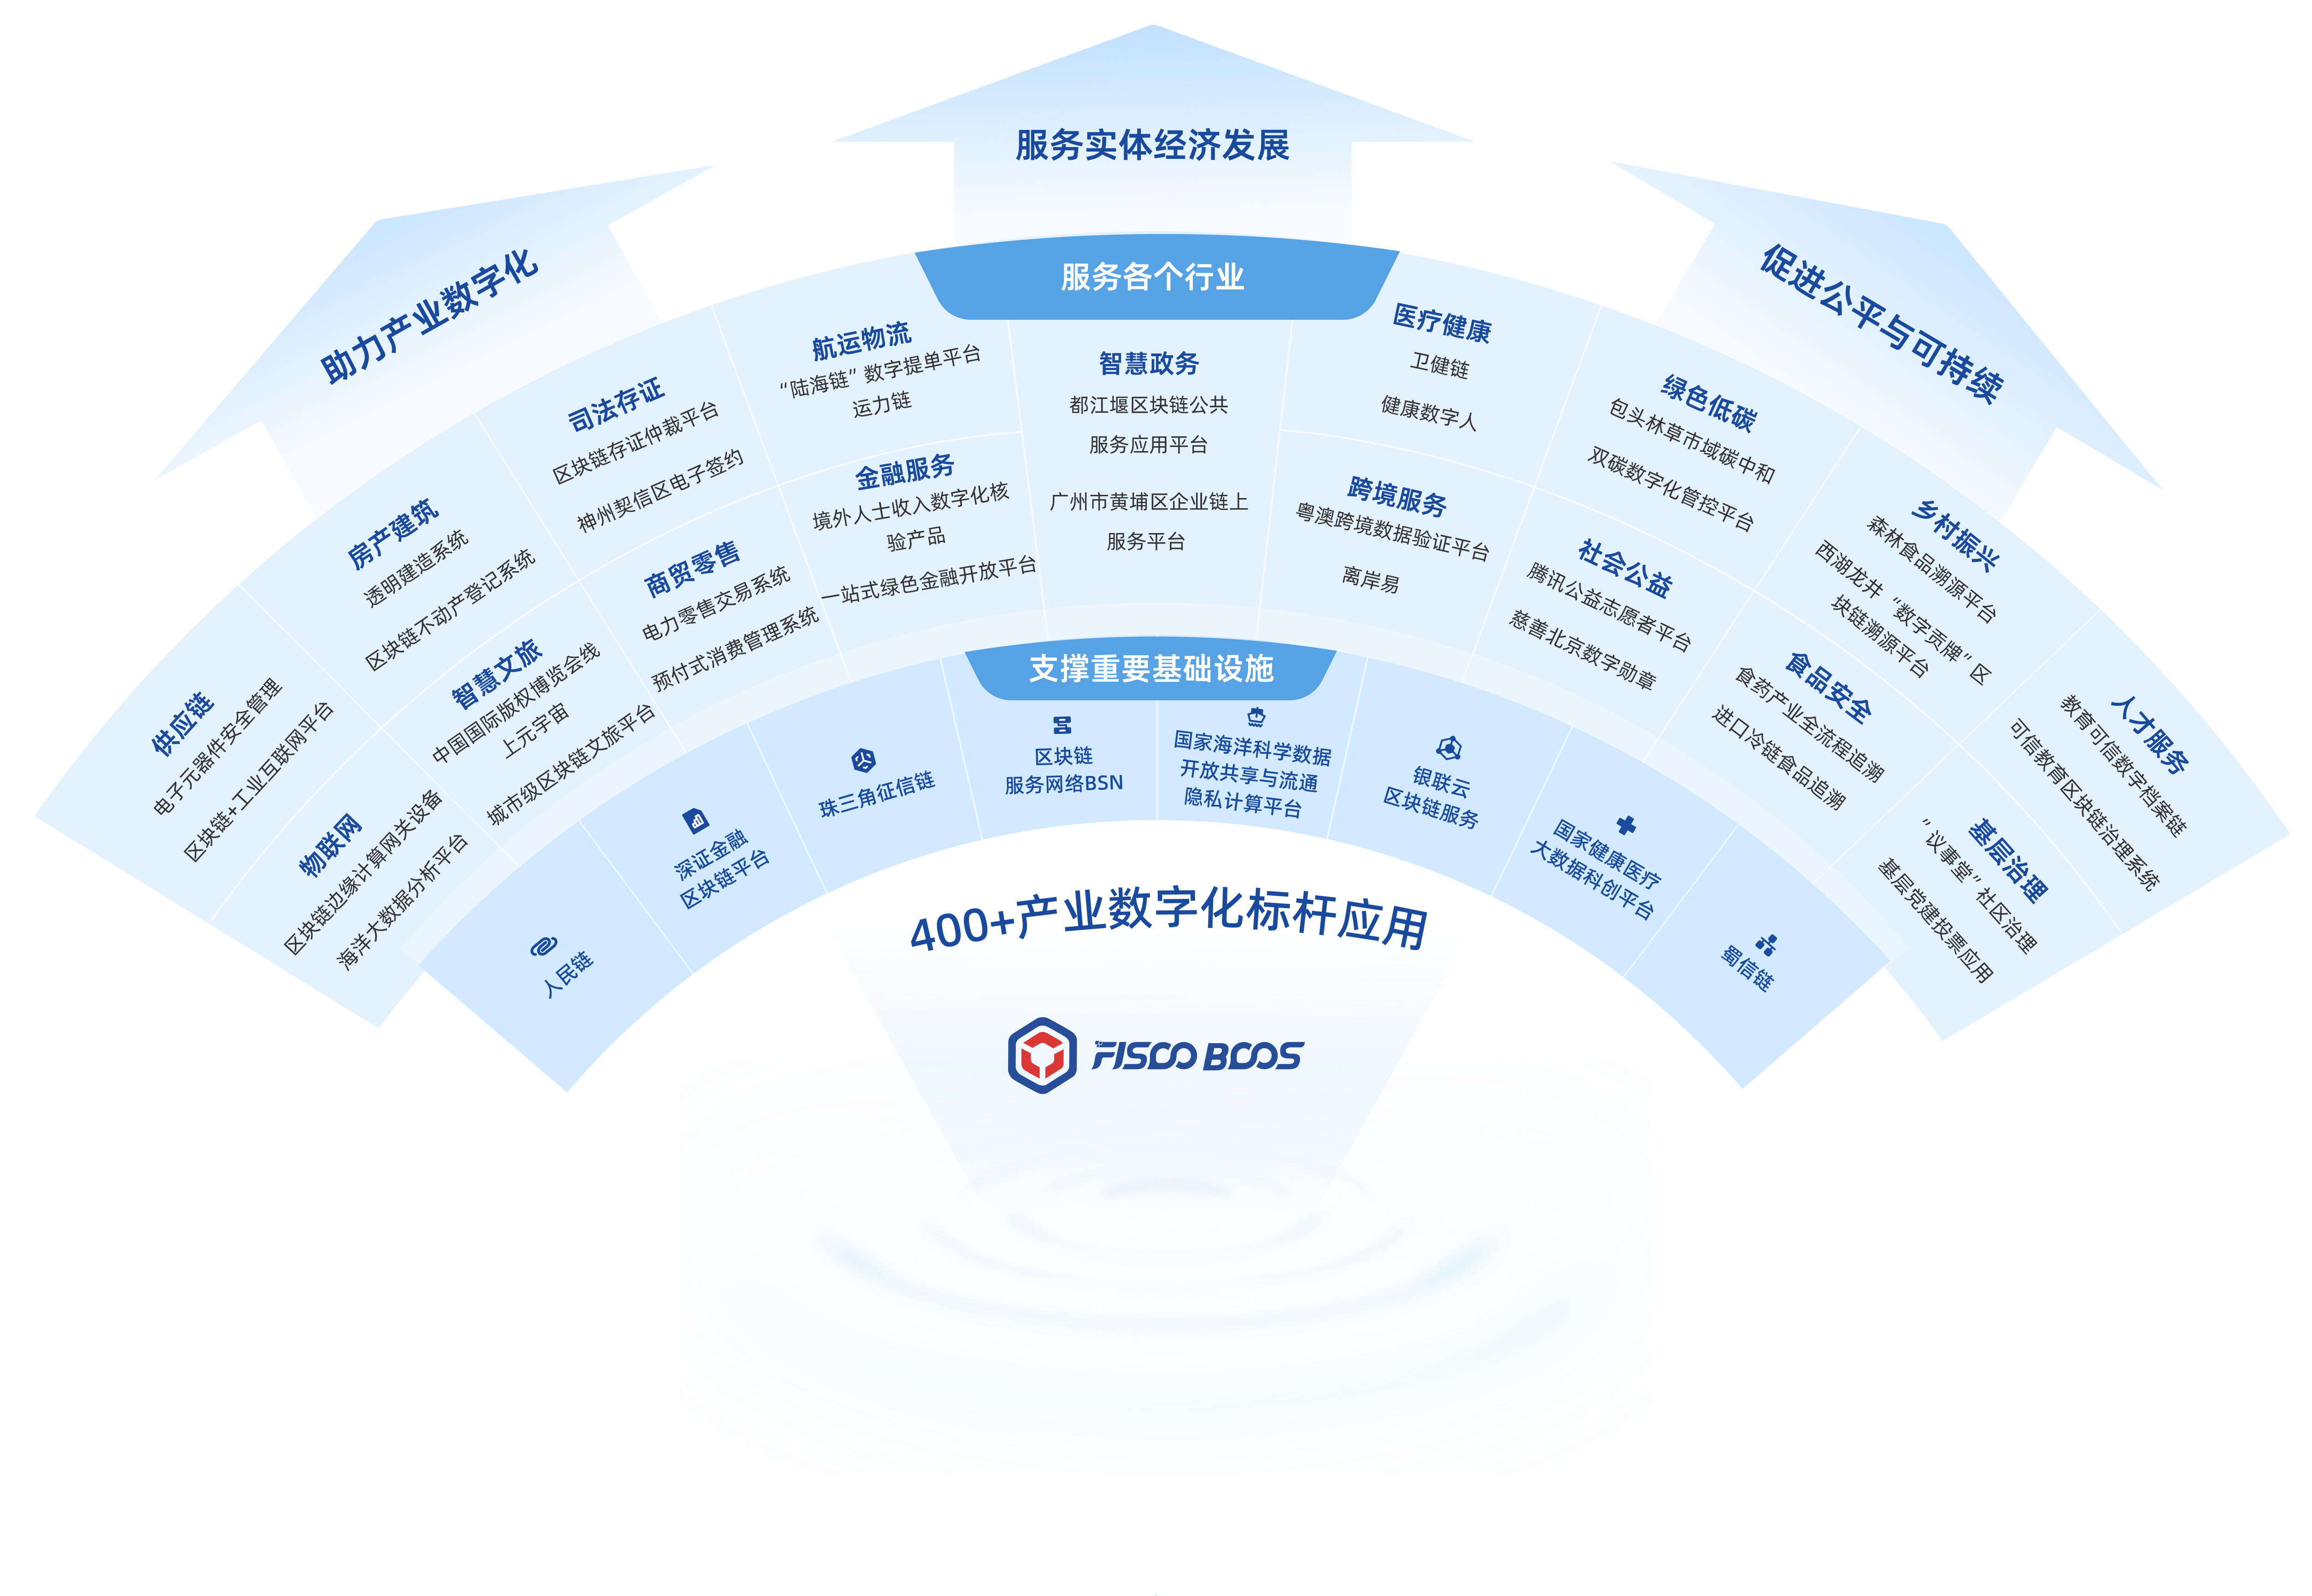 服务实体经济发展
助力产业数字化
促进公平与可持续
服务各个行业
供应链
电子元器件安全管理
区块链+工业互联网平台
物联网
区块链边缘计算网关设备
海洋大数据分析平台
房产建筑
透明建造系统
区块链不动产登记系统
智慧文旅
中国国际版权博览会线
上元宇宙
城市级区块链文旅平台
司法存证
区块链存证仲裁平台
神州契信区电子签约
商贸零售
电力零售交易系统
预付式消费管理系统
航运物流
“陆海链” 数字提单平台
运力链
金融服务
境外人士收入数字化核
验产品
一站式绿色金融开放平台
智慧政务
都江堰区块链公共
服务应用平台
广州市黄埔区企业链上
服务平台
医疗健康
卫健链
健康数字人
跨境服务
粤澳跨境数据验证平台
离岸易
绿色低碳
包头林草市域碳中和
双碳数字化管控平台
社会公益
腾讯公益志愿者平台
慈善北京数字勋章
乡村振兴
森林食品溯源平台
西湖龙井 “数字贡牌” 区
块链溯源平台
食品安全
食药产业全流程追溯
进口冷链食品追溯
人才服务
教育可信数字档案链
可信教育区块链治理系统
基层治理
”议事堂” 社区治理
基层党建投票应用
支撑重要基础设施
人民链
深证金融
区块链平台
珠三角征信链
区块链
服务网络BSN
国家海洋科学数据
开放共享与流通
隐私计算平台
银联云
区块链服务
国家健康医疗
大数据科创平台
蜀信链
400+产业数字化标杆应用
FISCO BCOS